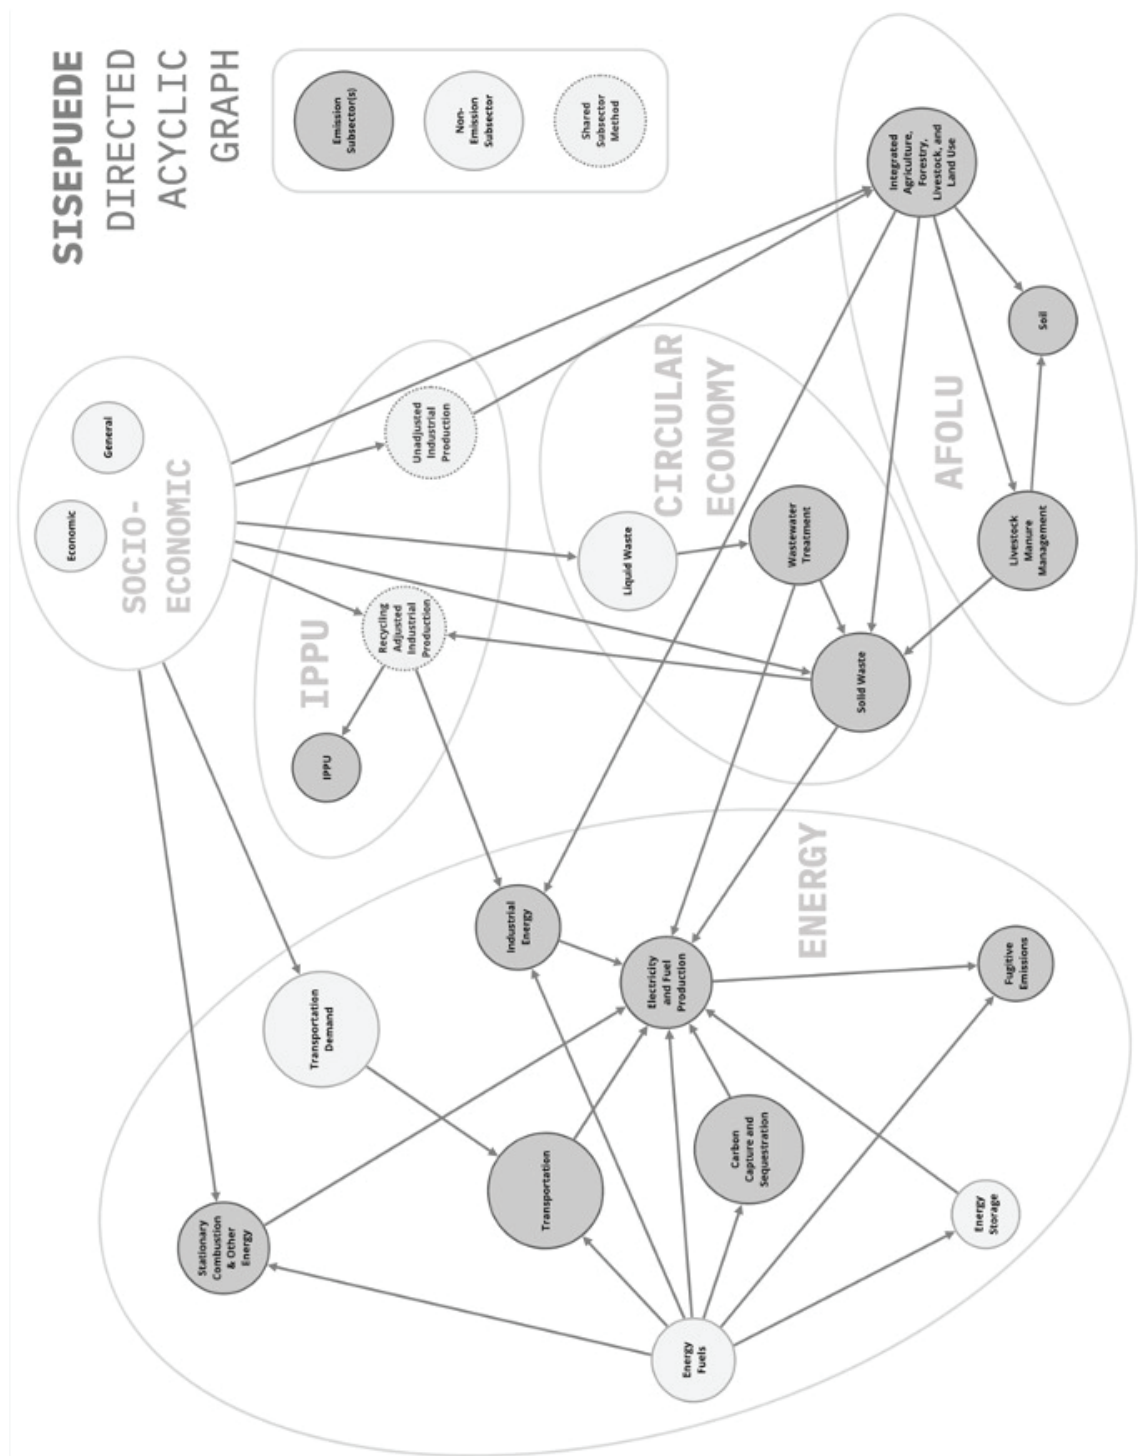 SISEPUEDE
DIRECTED
ACYCLIC
GRAPH
Emission
Subsector(s)
Non-
Emission
Subsector
Shared
Subsector
Method
SOCIO-
ECONOMIC
Economic
General
IPPU
IPPU
Recycling
Adjusted
Industrial
Production
Unadjusted
Industrial
Production
CIRCULAR
ECONOMY
Liquid Waste
Wastewater
Treatment
Solid Waste
AFOLU
Integrated
Agriculture,
Forestry,
Livestock, and
Land Use
Soil
Livestock
Manure
Management
ENERGY
Stationary
Combustion
& Other
Energy
Transportation
Demand
Transportation
Industrial
Energy
Electricity
and Fuel
Production
Carbon
Capture and
Sequestration
Energy
Fuels
Energy
Storage
Fugitive
Emissions